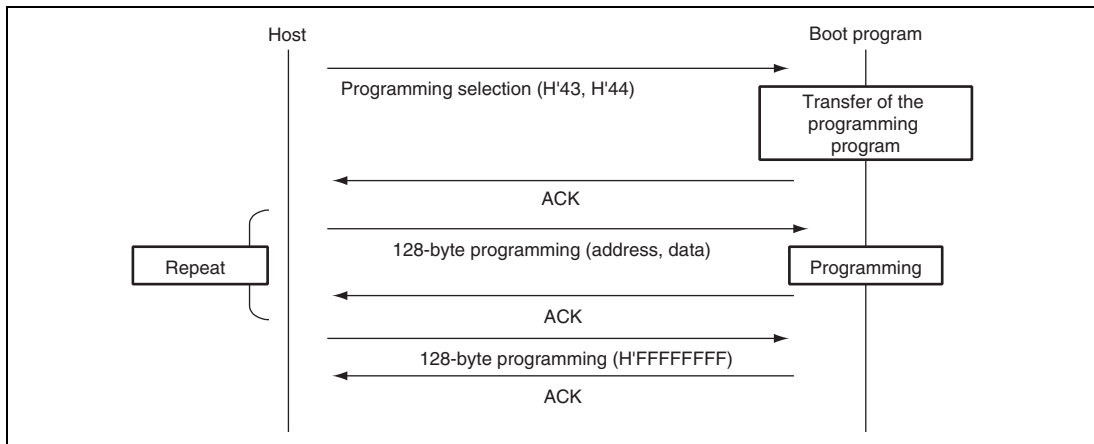 Host
Boot program
Programming selection (H'43, H'44)
Transfer of the
programming
program
ACK
128-byte programming (address, data)
Repeat
Programming
ACK
128-byte programming (H'FFFFFFFF)
ACK